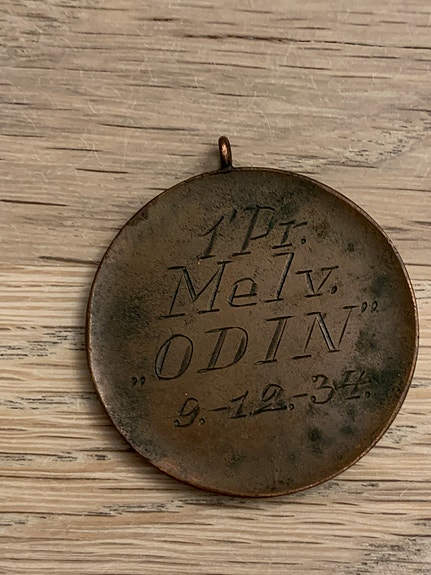 1' Pr.
Melv.
„ODIN”
9.-12.-34.